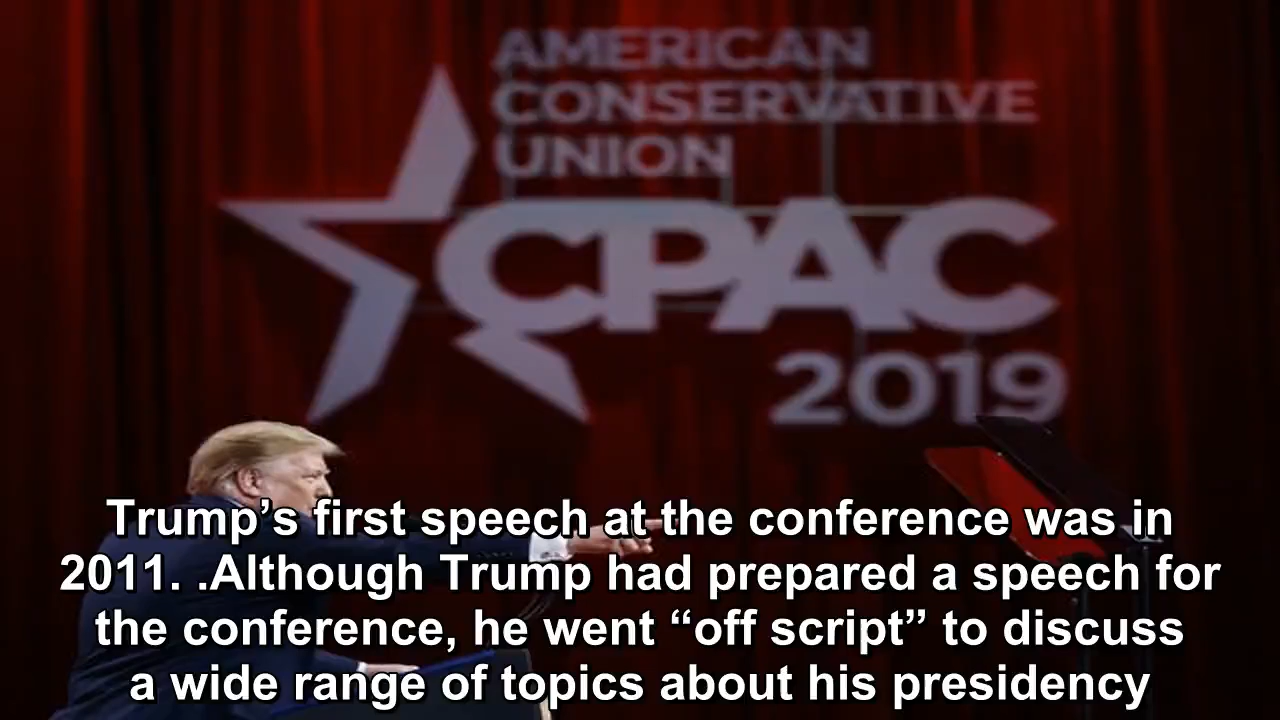 AMERICAN
CONSERVATIVE
UNION
CPAC
2019
Trump’s first speech at the conference was in
2011. .Although Trump had prepared a speech for
the conference, he went “off script” to discuss
a wide range of topics about his presidency